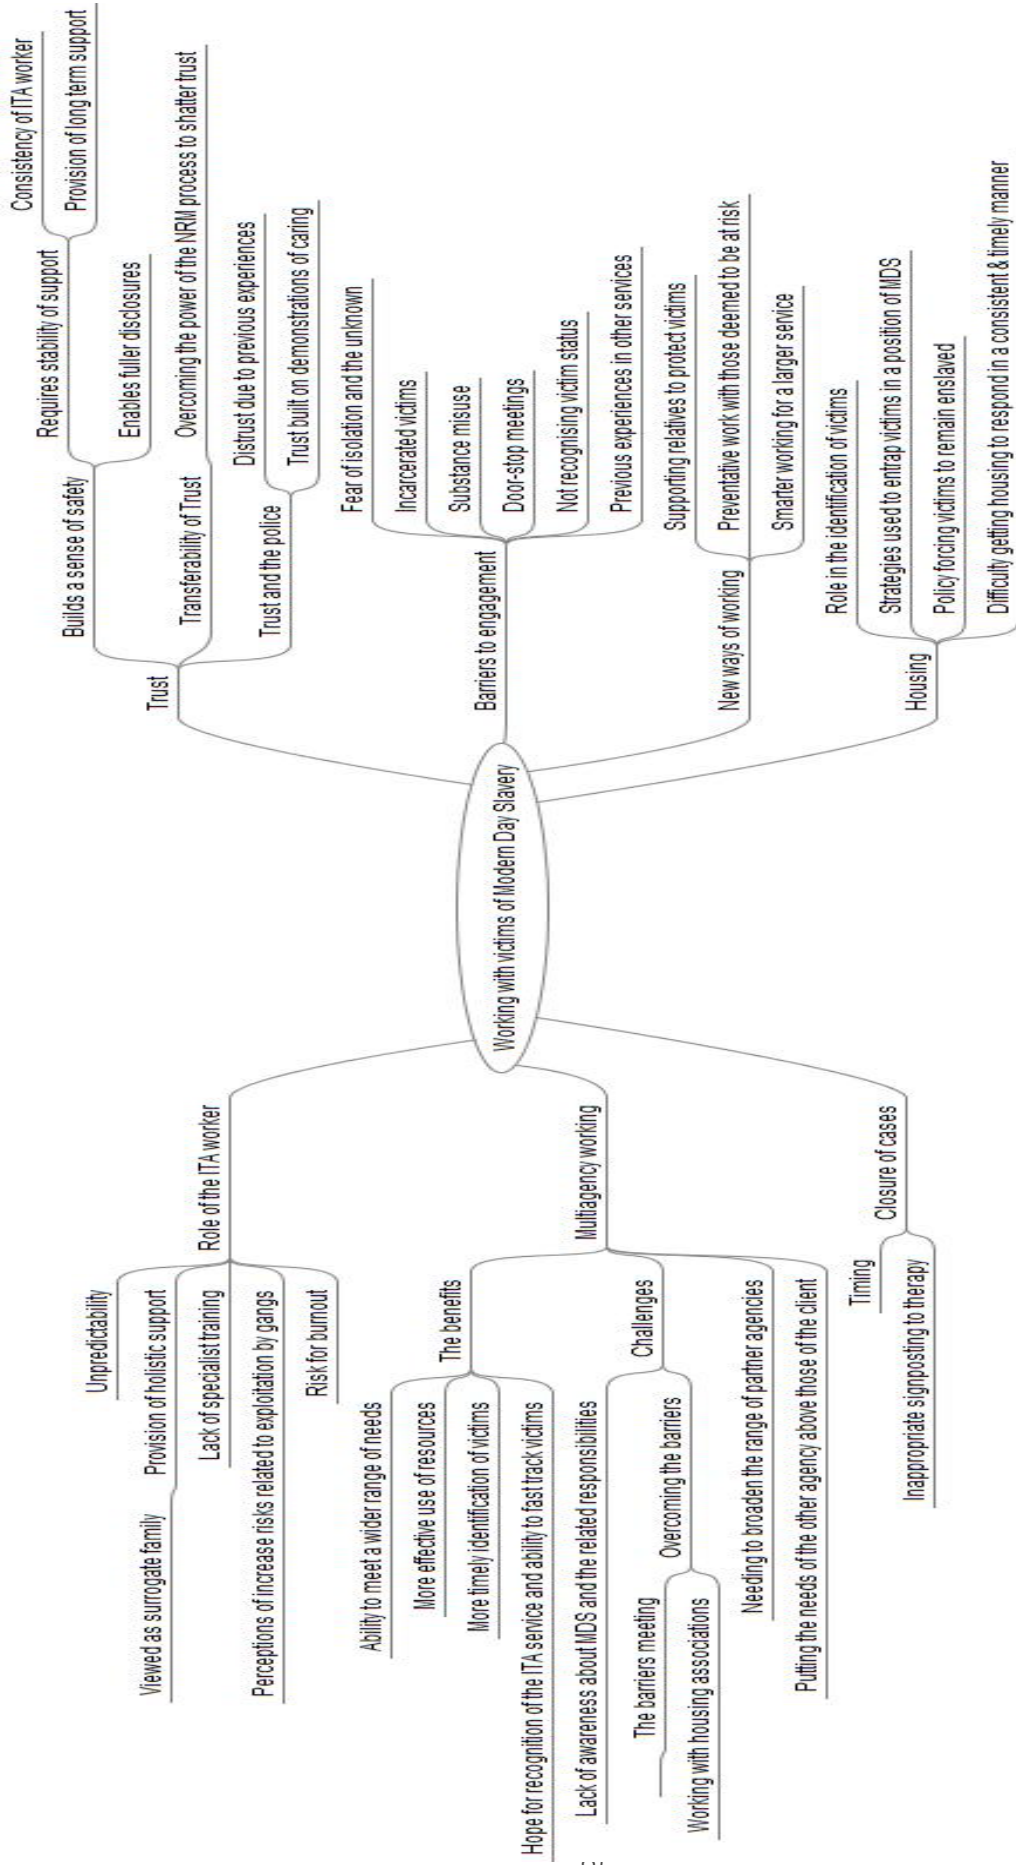 Working with victims of Modern Day Slavery
Role of the ITA worker
Unpredictability
Provision of holistic support
Viewed as surrogate family
Lack of specialist training
Perceptions of increase risks related to exploitation by gangs
Risk for burnout
Multiagency working
The benefits
Ability to meet a wider range of needs
More effective use of resources
More timely identification of victims
Hope for recognition of the ITA service and ability to fast track victims
Challenges
Lack of awareness about MDS and the related responsibilities
Overcoming the barriers
The barriers meeting
Working with housing associations
Needing to broaden the range of partner agencies
Putting the needs of the other agency above those of the client
Closure of cases
Timing
Inappropriate signposting to therapy
Trust
Builds a sense of safety
Requires stability of support
Consistency of ITA worker
Provision of long term support
Enables fuller disclosures
Transferability of Trust
Overcoming the power of the NRM process to shatter trust
Trust and the police
Distrust due to previous experiences
Trust built on demonstrations of caring
Barriers to engagement
Fear of isolation and the unknown
Incarcerated victims
Substance misuse
Door-stop meetings
Not recognising victim status
Previous experiences in other services
New ways of working
Supporting relatives to protect victims
Preventative work with those deemed to be at risk
Smarter working for a larger service
Housing
Role in the identification of victims
Strategies used to entrap victims in a position of MDS
Policy forcing victims to remain enslaved
Difficulty getting housing to respond in a consistent & timely manner